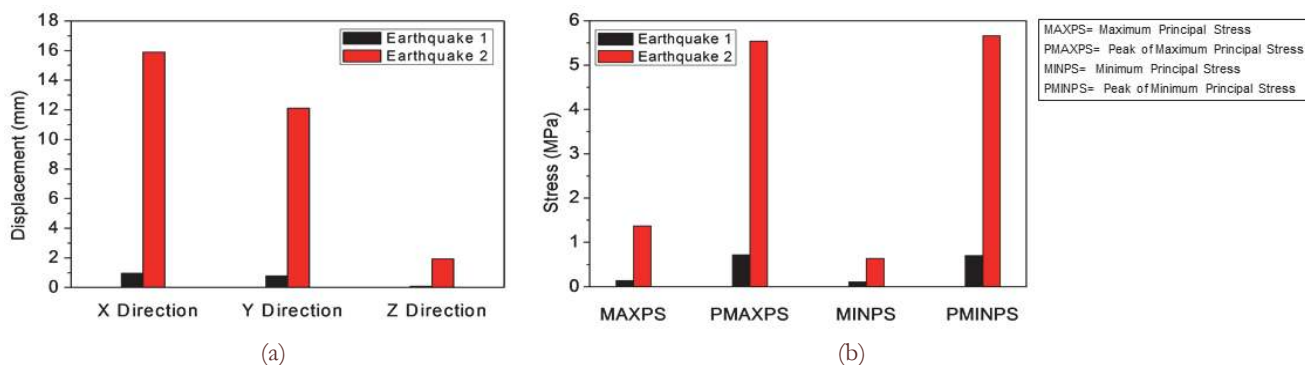 18
16
14
12
10
8
6
4
2
0
Displacement (mm)
Earthquake 1
Earthquake 2
X Direction
Y Direction
Z Direction
(a)
6
5
4
3
2
1
0
Stress (MPa)
Earthquake 1
Earthquake 2
MAXPS
PMAXPS
MINPS
PMINPS
(b)
MAXPS= Maximum Principal Stress
PMAXPS= Peak of Maximum Principal Stress
MINPS= Minimum Principal Stress
PMINPS= Peak of Minimum Principal Stress